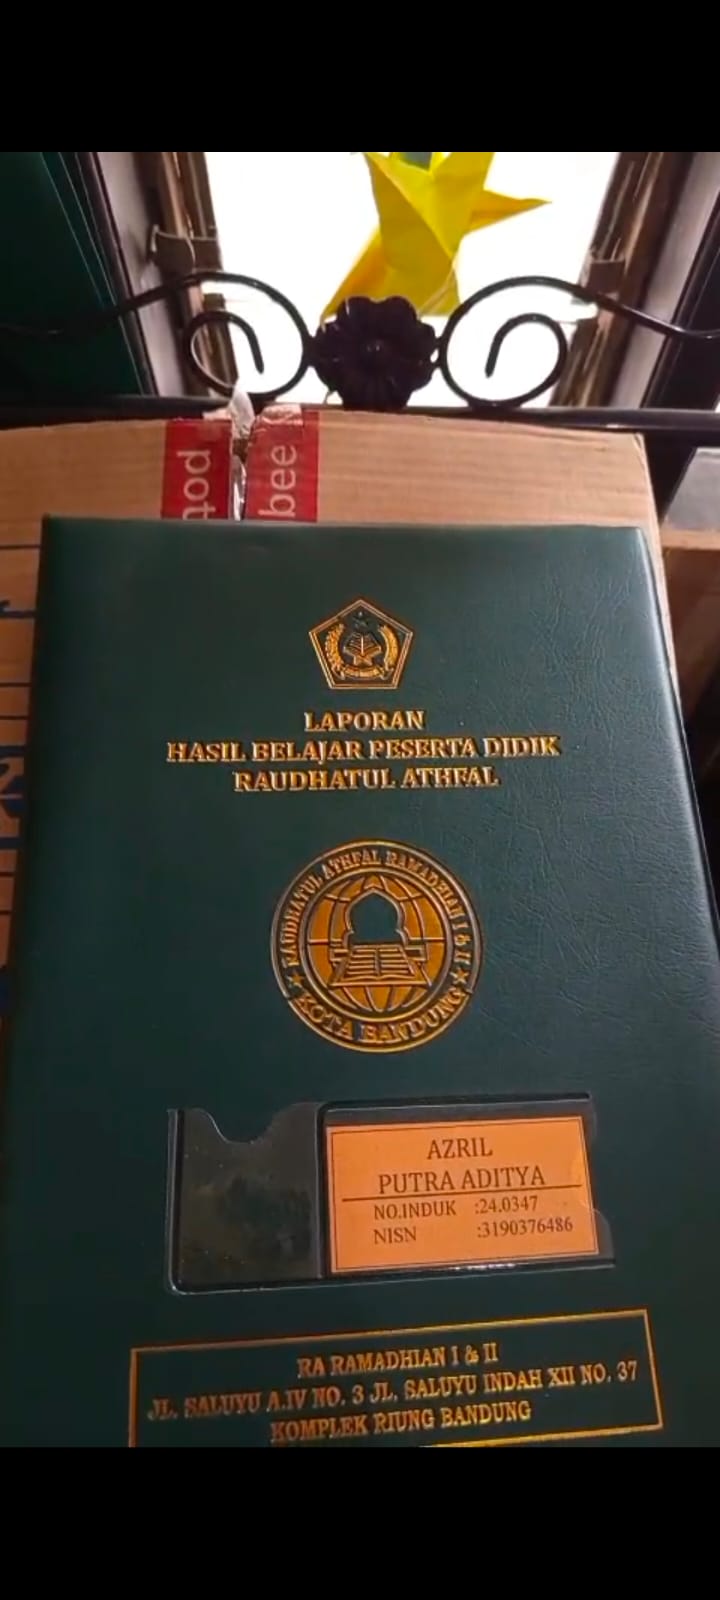 bee
LAPORAN
HASIL BELAJAR PESERTA DIDIK
RAUDHATUL ATHFAL
RAUDHATUL ATHFAL RAMADHIAN I & II
KOTA BANDUNG
AZRIL
PUTRA ADITYA
NO.INDUK :24.0347
NISN :3190376486
RA RAMADHIAN I & II
JL. SALUYU A.IV NO. 3 JL. SALUYU INDAH XII NO. 37
KOMPLEK RIUNG BANDUNG